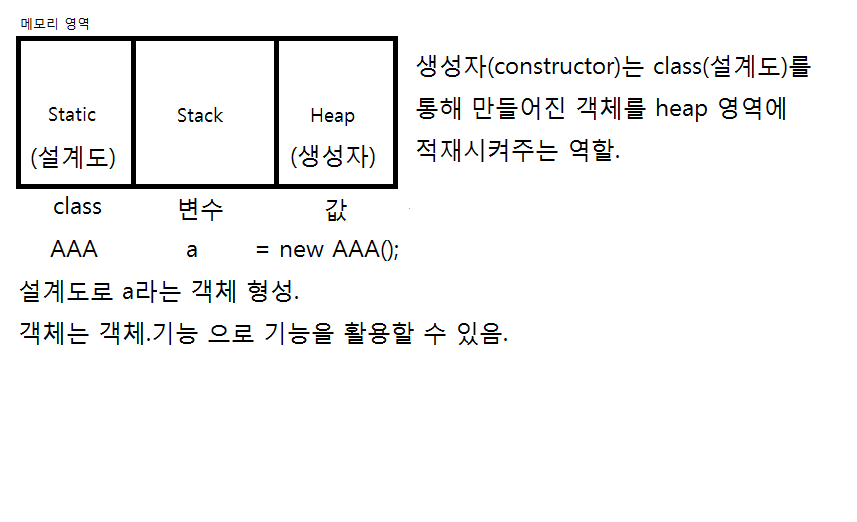 메모리 영역
Static Stack Heap
(설계도) (생성자)
class 변수 값
AAA a = new AAA();
생성자(constructor)는 class(설계도)를
통해 만들어진 객체를 heap 영역에
적재시켜주는 역할.
설계도로 a라는 객체 형성.
객체는 객체.기능 으로 기능을 활용할 수 있음.